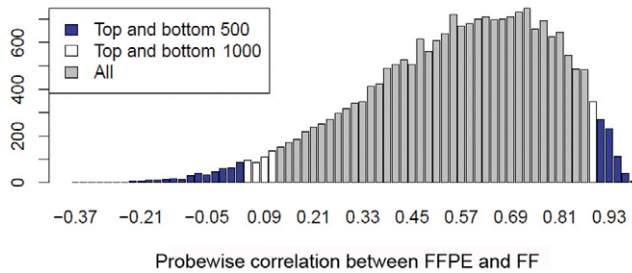 Top and bottom 500
Top and bottom 1000
All
600
400
200
0
−0.37 −0.21 −0.05 0.09 0.21 0.33 0.45 0.57 0.69 0.81 0.93
Probewise correlation between FFPE and FF